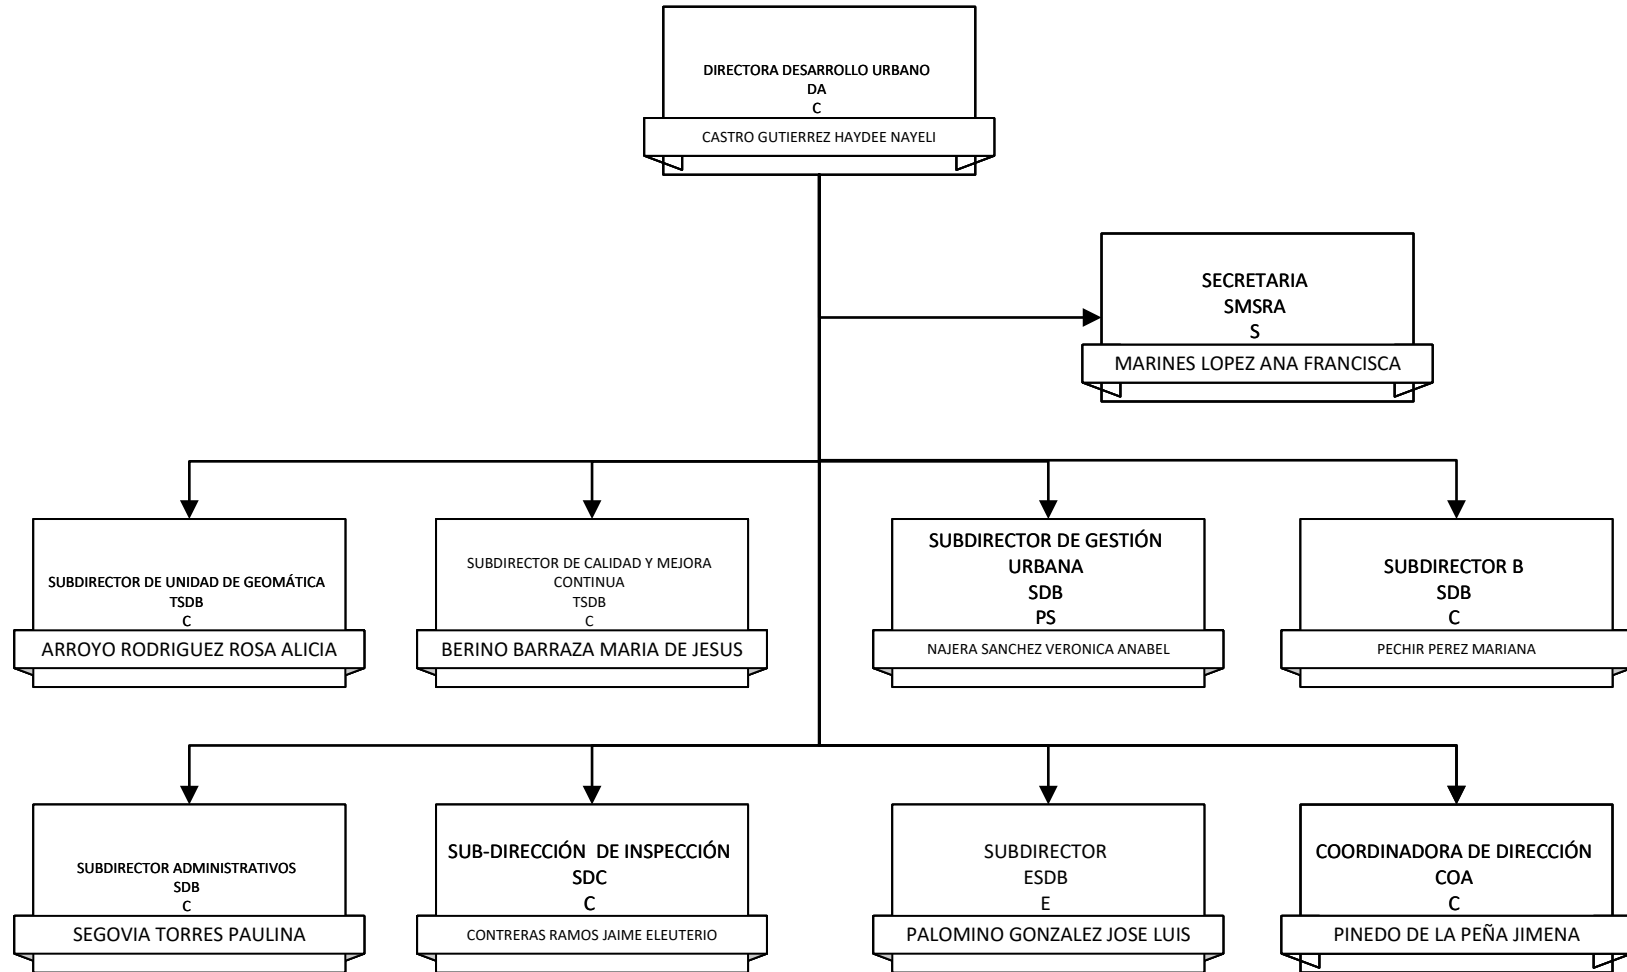 DIRECTORA DESARROLLO URBANO
DA
C
CASTRO GUTIERREZ HAYDEE NAYELI
SECRETARIA
SMSRA
S
MARINES LOPEZ ANA FRANCISCA
SUBDIRECTOR DE UNIDAD DE GEOMÁTICA
TSDB
C
ARROYO RODRIGUEZ ROSA ALICIA
SUBDIRECTOR DE CALIDAD Y MEJORA
CONTINUA
TSDB
C
BERINO BARRAZA MARIA DE JESUS
SUBDIRECTOR DE GESTIÓN
URBANA
SDB
PS
NAJERA SANCHEZ VERONICA ANABEL
SUBDIRECTOR B
SDB
C
PECHIR PEREZ MARIANA
SUBDIRECTOR ADMINISTRATIVOS
SDB
C
SEGOVIA TORRES PAULINA
SUB-DIRECCIÓN  DE INSPECCIÓN
SDC
C
CONTRERAS RAMOS JAIME ELEUTERIO
SUBDIRECTOR
ESDB
E
PALOMINO GONZALEZ JOSE LUIS
COORDINADORA DE DIRECCIÓN
COA
C
PINEDO DE LA PEÑA JIMENA